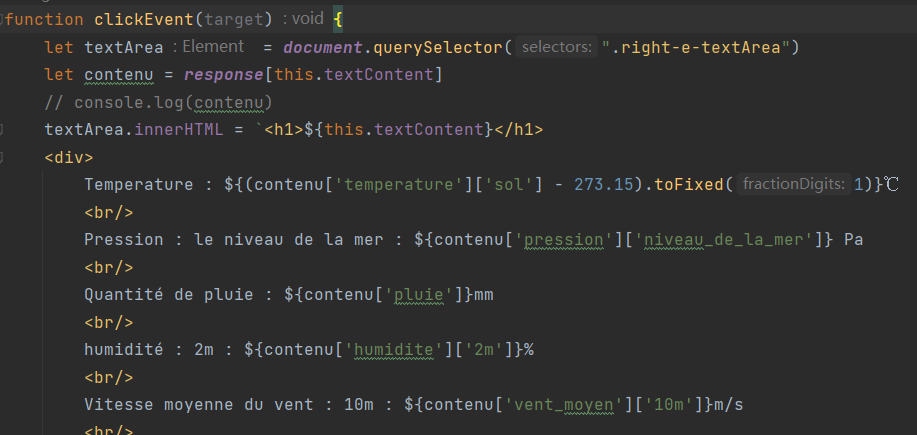 function clickEvent(target) : void {
let textArea : Element = document.querySelector( selectors: ".right-e-textArea")
let contenu = response[this.textContent]
// console.log(contenu)
textArea.innerHTML = `<h1>${this.textContent}</h1>
<div>
Temperature : ${(contenu['temperature']['sol'] - 273.15).toFixed( fractionDigits: 1)}℃
<br/>
Pression : le niveau de la mer : ${contenu['pression']['niveau_de_la_mer']} Pa
<br/>
Quantité de pluie : ${contenu['pluie']}mm
<br/>
humidité : 2m : ${contenu['humidite']['2m']}%
<br/>
Vitesse moyenne du vent : 10m : ${contenu['vent_moyen']['10m']}m/s
<br/>